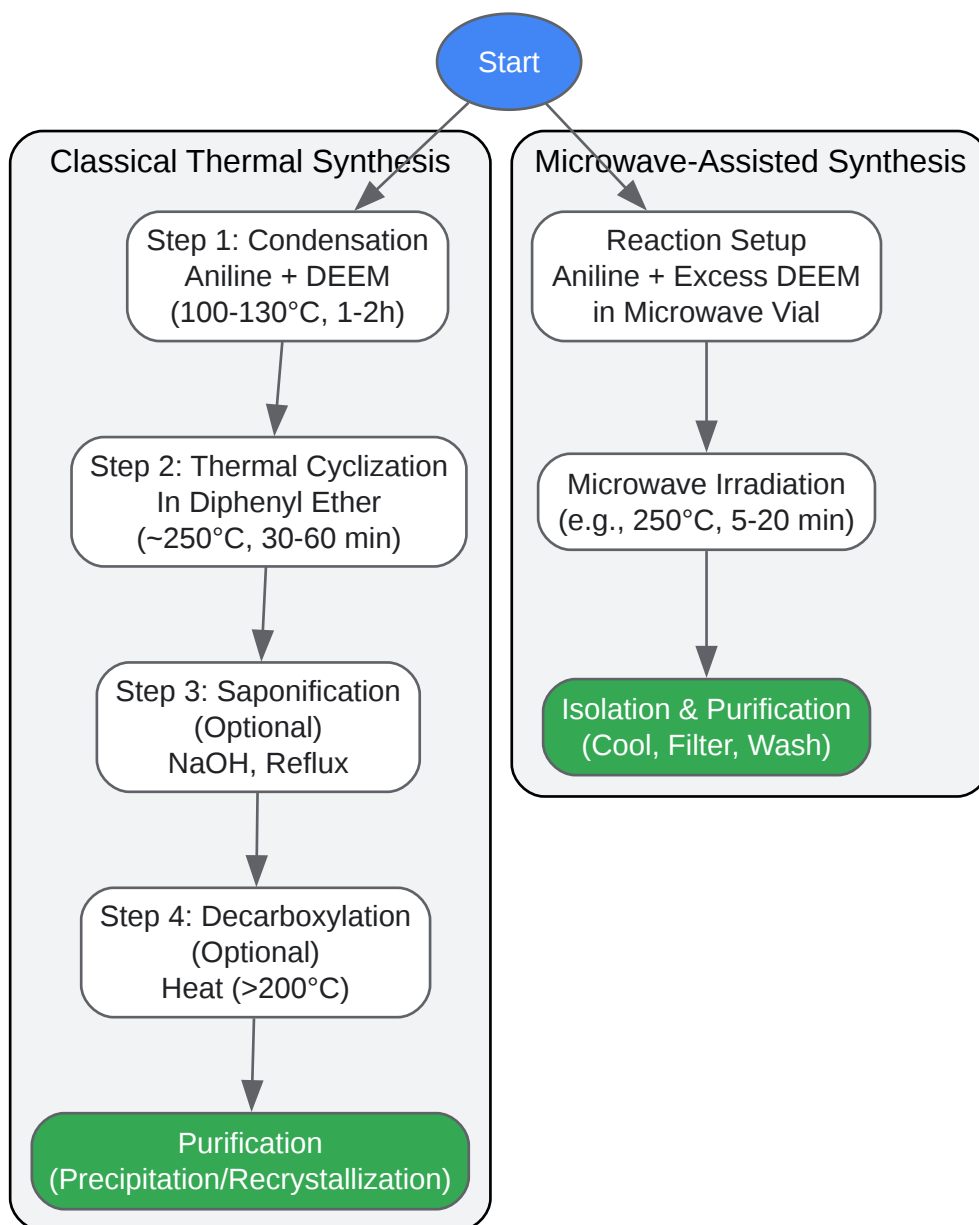 Start
Classical Thermal Synthesis
Step 1: Condensation
Aniline + DEEM
(100-130°C, 1-2h)
Step 2: Thermal Cyclization
In Diphenyl Ether
(~250°C, 30-60 min)
Step 3: Saponification
(Optional)
NaOH, Reflux
Step 4: Decarboxylation
(Optional)
Heat (>200°C)
Purification
(Precipitation/Recrystallization)
Microwave-Assisted Synthesis
Reaction Setup
Aniline + Excess DEEM
in Microwave Vial
Microwave Irradiation
(e.g., 250°C, 5-20 min)
Isolation & Purification
(Cool, Filter, Wash)